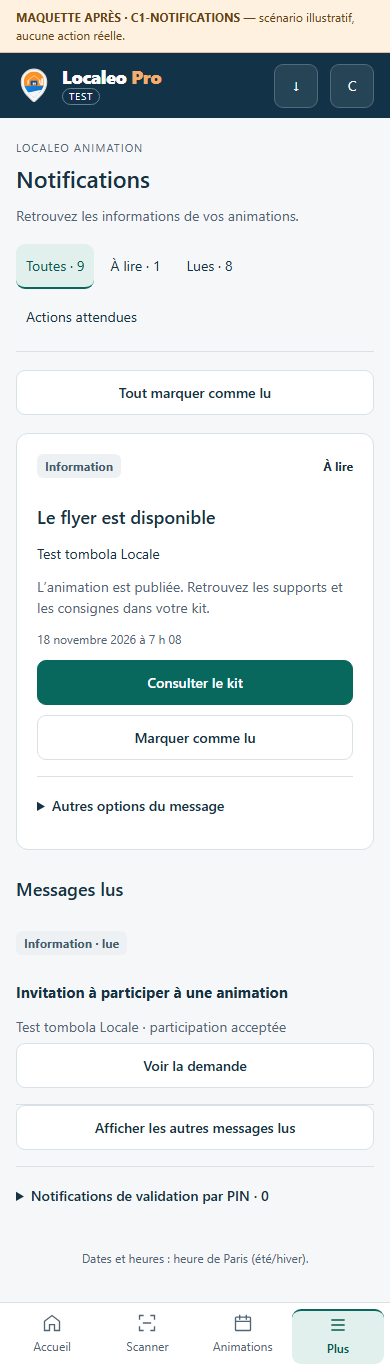 MAQUETTE APRÈS · C1-NOTIFICATIONS — scénario illustratif,
aucune action réelle.
Localeo Pro
TEST
↓
C
LOCALEO ANIMATION
Notifications
Retrouvez les informations de vos animations.
Toutes · 9
À lire · 1
Lues · 8
Actions attendues
Tout marquer comme lu
Information
À lire
Le flyer est disponible
Test tombola Locale
L’animation est publiée. Retrouvez les supports et
les consignes dans votre kit.
18 novembre 2026 à 7 h 08
Consulter le kit
Marquer comme lu
Autres options du message
Messages lus
Information · lue
Invitation à participer à une animation
Test tombola Locale · participation acceptée
Voir la demande
Afficher les autres messages lus
Notifications de validation par PIN · 0
Dates et heures : heure de Paris (été/hiver).
Accueil
Scanner
Animations
Plus